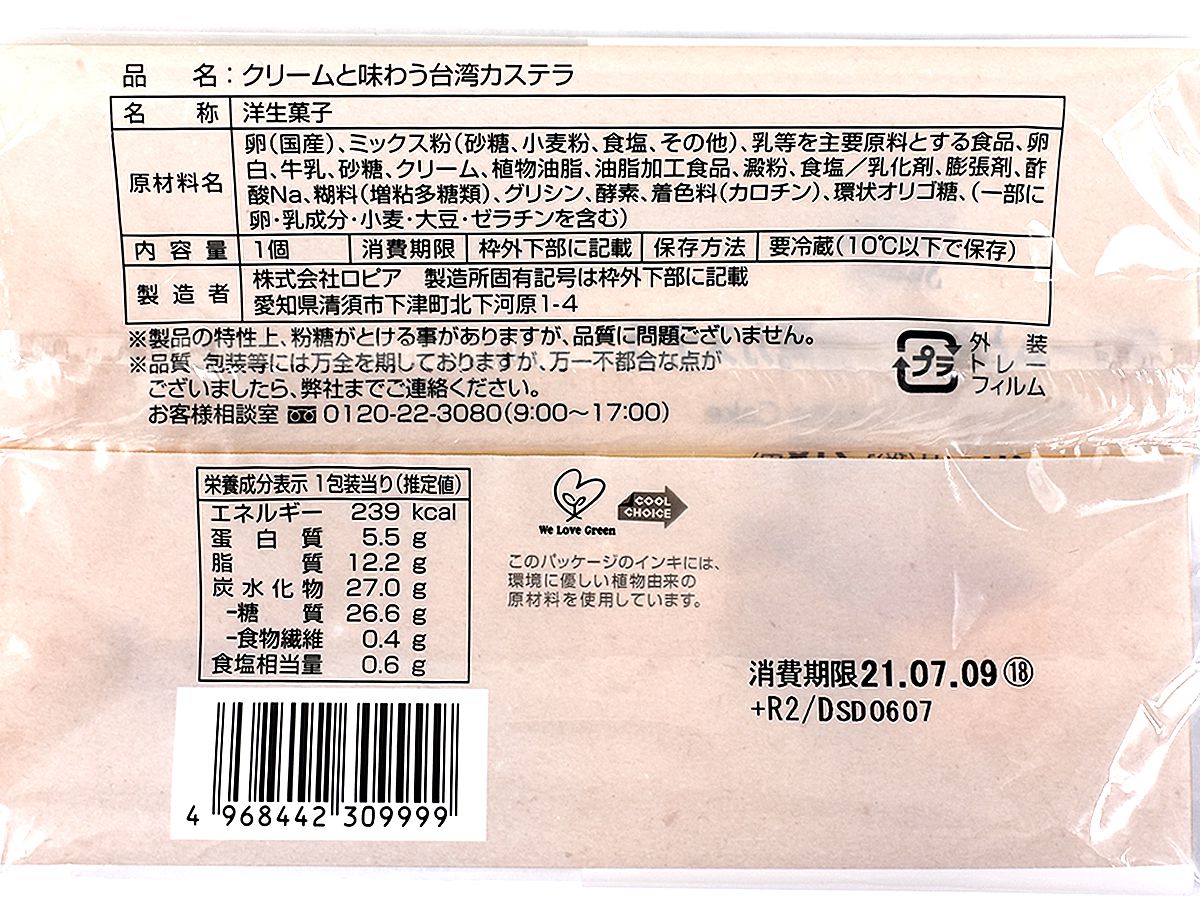 品　名：クリームと味わう台湾カステラ
名　称 洋生菓子
原材料名 卵(国産)、ミックス粉(砂糖、小麦粉、食塩、その他)、乳等を主要原料とする食品、卵
白、牛乳、砂糖、クリーム、植物油脂、油脂加工食品、澱粉、食塩／乳化剤、膨張剤、酢
酸Na、糊料(増粘多糖類)、グリシン、酵素、着色料(カロチン)、環状オリゴ糖、(一部に
卵・乳成分・小麦・大豆・ゼラチンを含む)
内容量 1個 消費期限 枠外下部に記載 保存方法 要冷蔵(10℃以下で保存)
製造者 株式会社ロピア　製造所固有記号は枠外下部に記載
愛知県清須市下津町北下河原1-4
※製品の特性上、粉糖がとける事がありますが、品質に問題ございません。
※品質、包装等には万全を期しておりますが、万一不都合な点が
ございましたら、弊社までご連絡ください。
お客様相談室 0120-22-3080(9:00～17:00)
プラ
外　装
トレー
フィルム
栄養成分表示 1包装当り(推定値)
エネルギー 239 kcal
蛋白質 5.5 g
脂質 12.2 g
炭水化物 27.0 g
-糖質 26.6 g
-食物繊維 0.4 g
食塩相当量 0.6 g
We Love Green
COOL
CHOICE
このパッケージのインキには、
環境に優しい植物由来の
原材料を使用しています。
消費期限21.07.09⑱
+R2/DSD0607
4 968442 309999